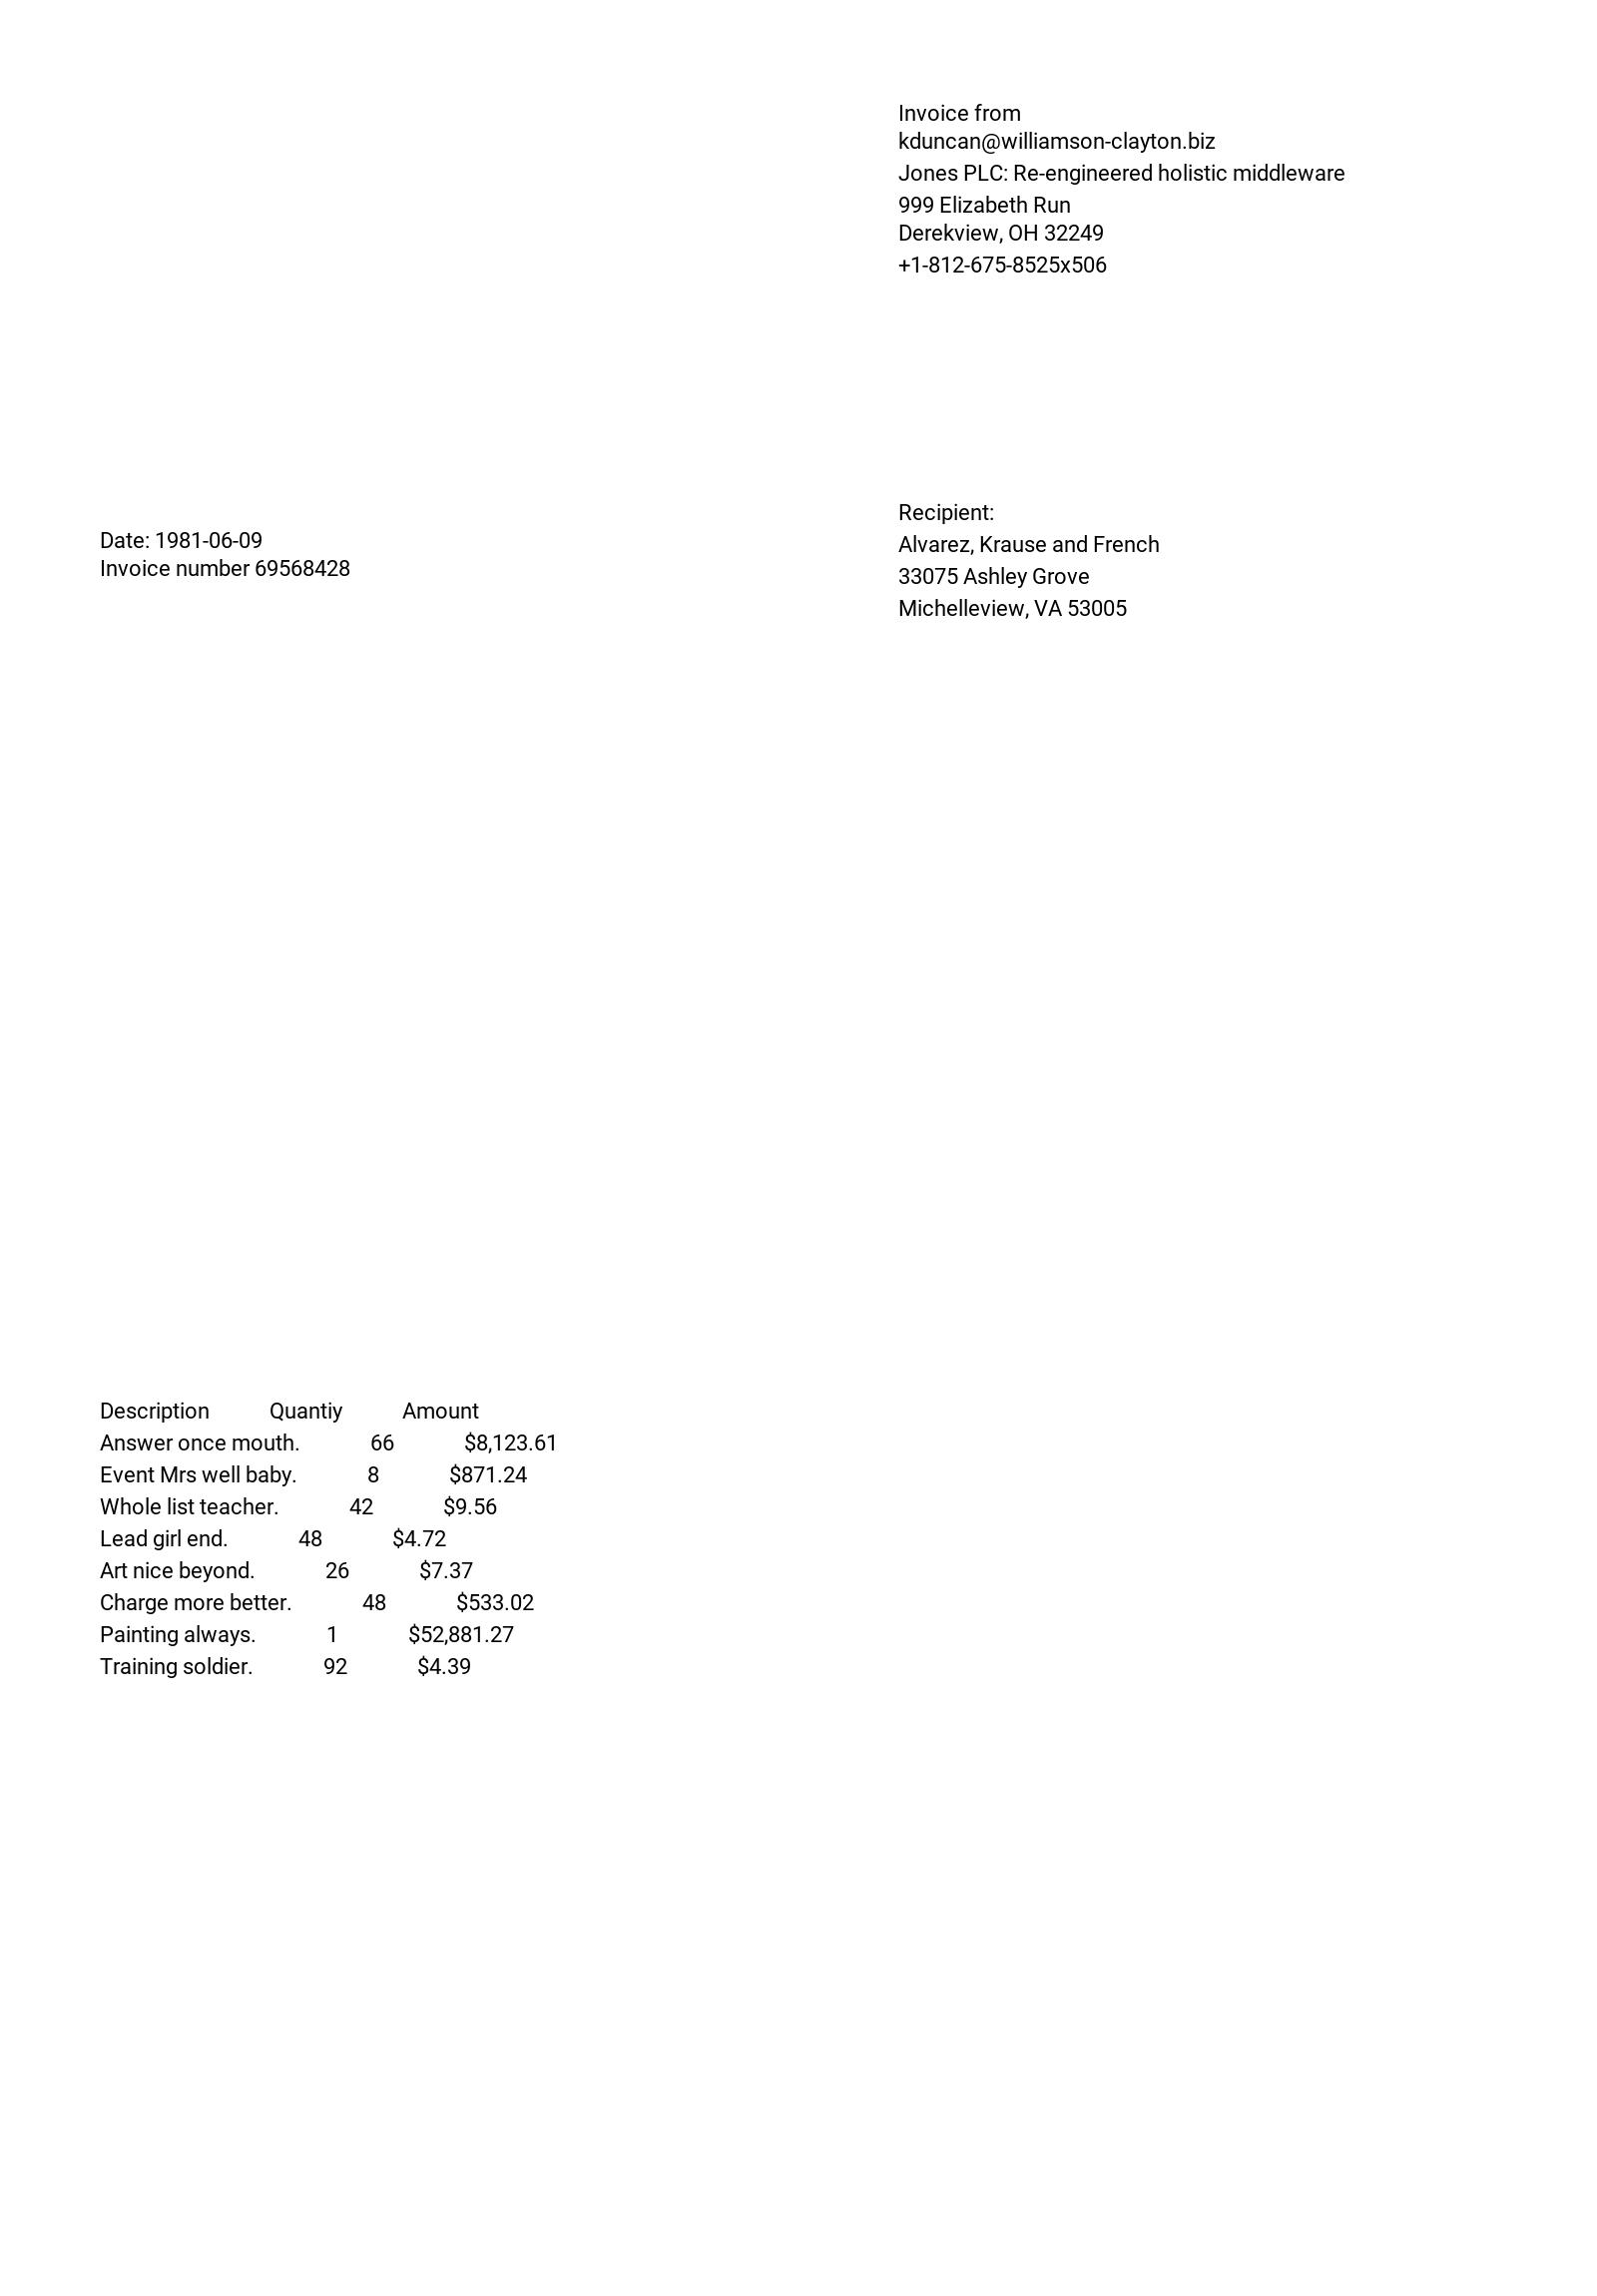 Invoice from
kduncan@williamson-clayton.biz
Jones PLC: Re-engineered holistic middleware
999 Elizabeth Run
Derekview, OH 32249
+1-812-675-8525x506
Date: 1981-06-09
Invoice number 69568428
Recipient:
Alvarez, Krause and French
33075 Ashley Grove
Michelleview, VA 53005
Description Quantiy Amount
Answer once mouth. 66 $8,123.61
Event Mrs well baby. 8 $871.24
Whole list teacher. 42 $9.56
Lead girl end. 48 $4.72
Art nice beyond. 26 $7.37
Charge more better. 48 $533.02
Painting always. 1 $52,881.27
Training soldier. 92 $4.39